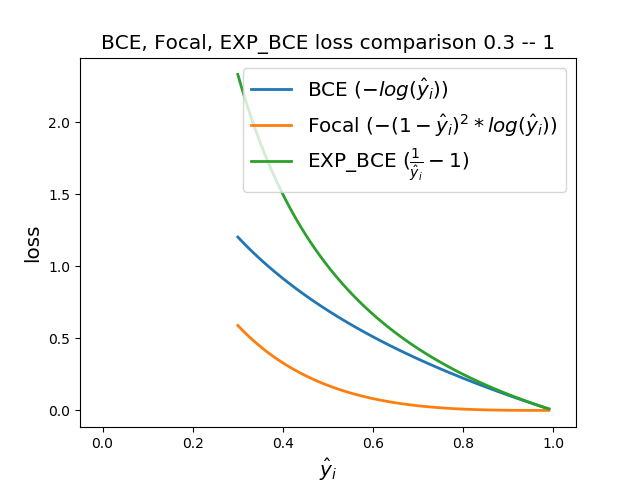 BCE, Focal, EXP_BCE loss comparison 0.3 -- 1
BCE (−log(ŷᵢ))
Focal (−(1 − ŷᵢ)² * log(ŷᵢ))
EXP_BCE (1/ŷᵢ − 1)
loss
2.0
1.5
1.0
0.5
0.0
0.0 0.2 0.4 0.6 0.8 1.0
ŷᵢ